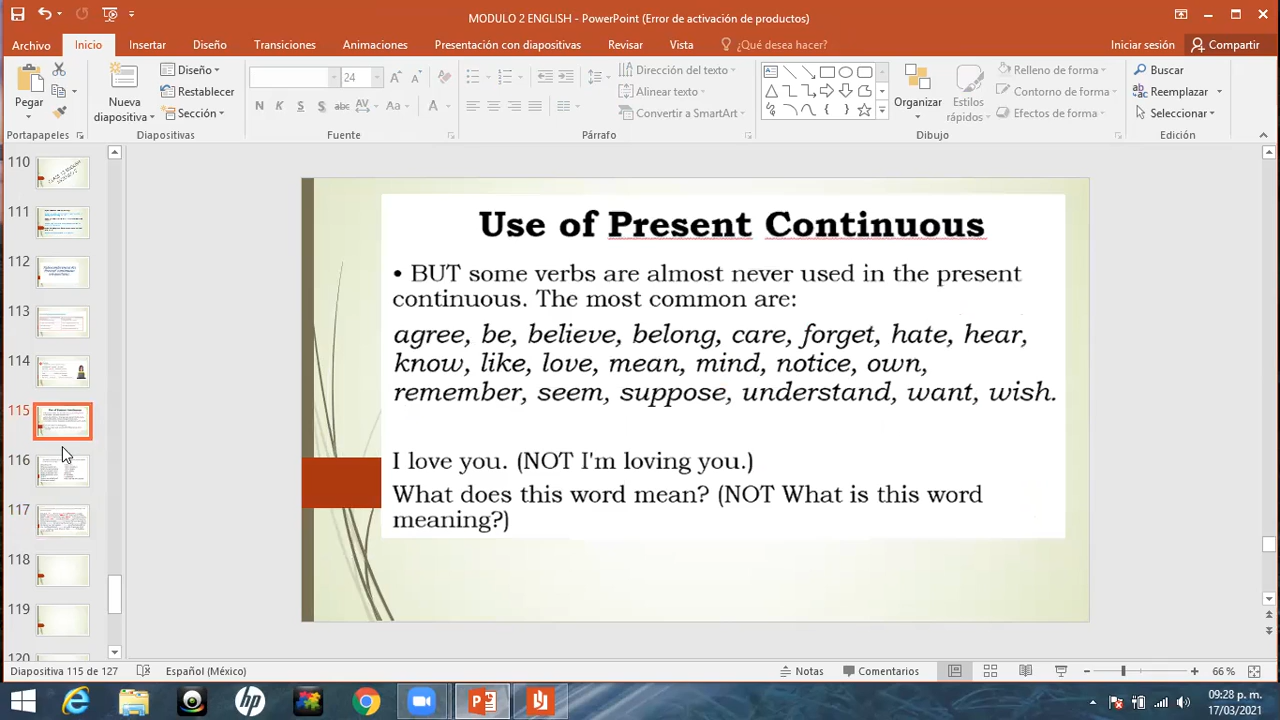 MODULO 2 ENGLISH - PowerPoint (Error de activación de productos)
Archivo Inicio Insertar Diseño Transiciones Animaciones Presentación con diapositivas Revisar Vista ¿Qué desea hacer? Iniciar sesión Compartir
Pegar
Nueva diapositiva
Diseño
Restablecer
Sección
24
N K S S abc AV Aa A
Dirección del texto
Alinear texto
Convertir a SmartArt
Organizar
Estilos rápidos
Relleno de forma
Contorno de forma
Efectos de forma
Buscar
Reemplazar
Seleccionar
Portapapeles Diapositivas Fuente Párrafo Dibujo Edición
110
111
112
113
114
115
116
117
118
119
120
Use of Present Continuous
• BUT some verbs are almost never used in the present
continuous. The most common are:
agree, be, believe, belong, care, forget, hate, hear,
know, like, love, mean, mind, notice, own,
remember, seem, suppose, understand, want, wish.
I love you. (NOT I'm loving you.)
What does this word mean? (NOT What is this word
meaning?)
Diapositiva 115 de 127 Español (México) Notas Comentarios 66 %
09:28 p. m.
17/03/2021